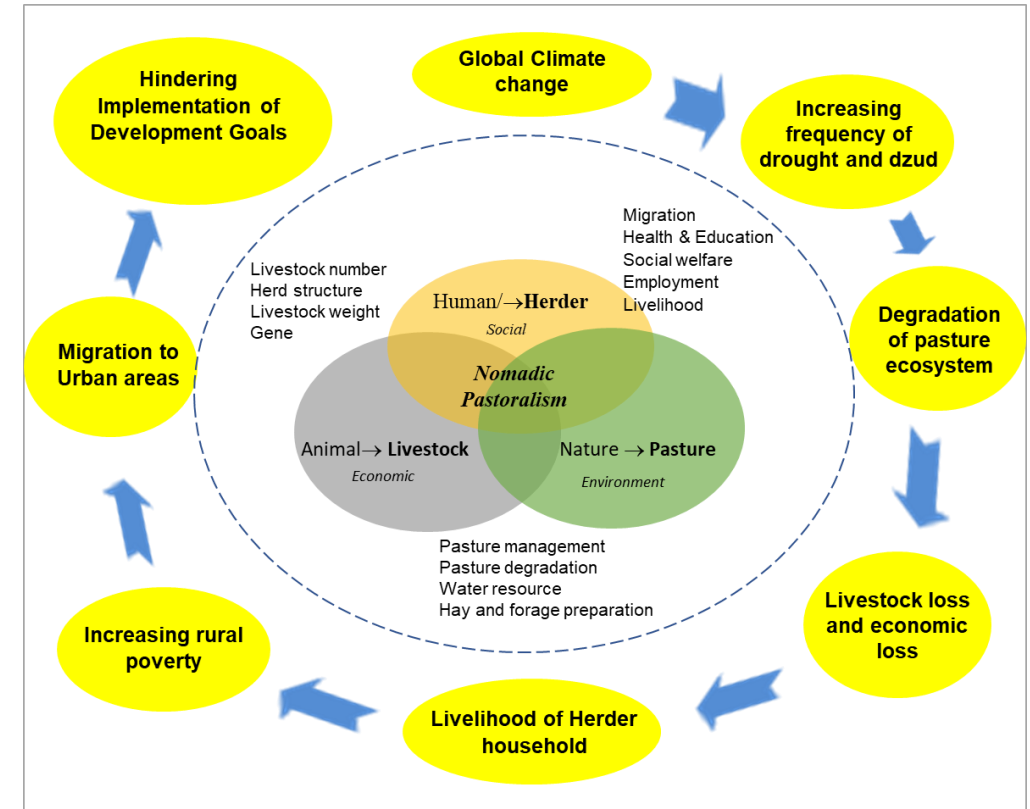 Hindering
Implementation of
Development Goals
Global Climate
change
Increasing
frequency of
drought and dzud
Degradation
of pasture
ecosystem
Livestock loss
and economic
loss
Livelihood of Herder
household
Increasing rural
poverty
Migration to
Urban areas
Livestock number
Herd structure
Livestock weight
Gene
Migration
Health & Education
Social welfare
Employment
Livelihood
Human/→Herder
Social
Nomadic
Pastoralism
Animal→ Livestock
Economic
Nature → Pasture
Environment
Pasture management
Pasture degradation
Water resource
Hay and forage preparation